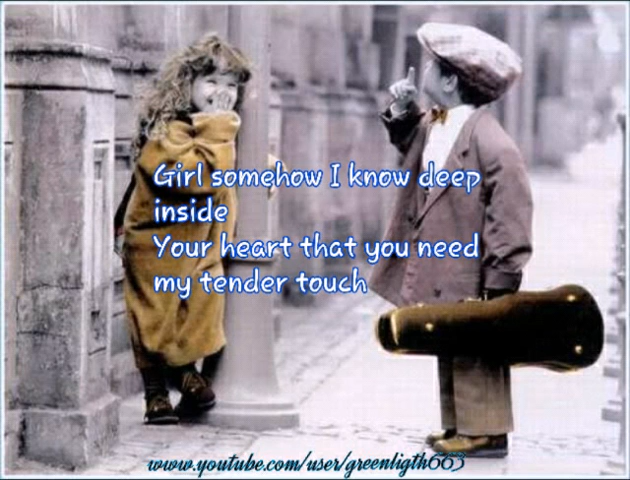 Girl somehow I know deep
inside
Your heart that you need
my tender touch
www.youtube.com/user/greenligth663